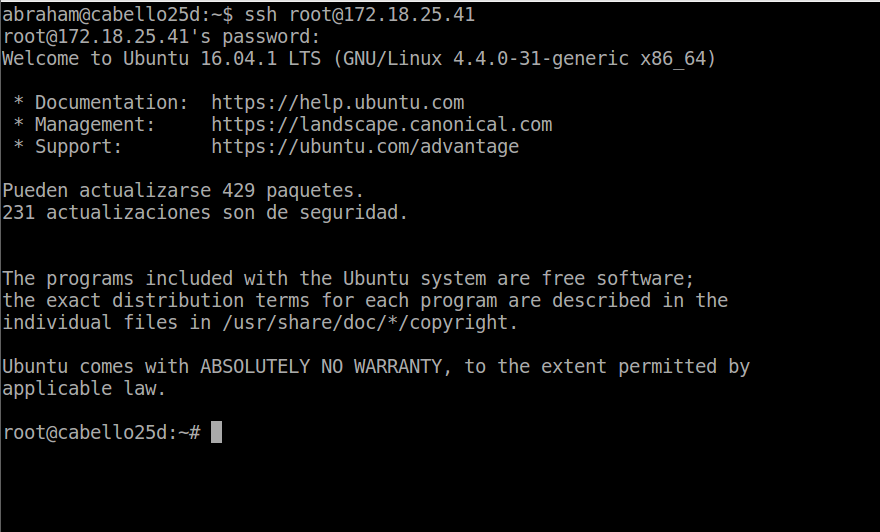 abraham@cabello25d:~$ ssh root@172.18.25.41
root@172.18.25.41's password:
Welcome to Ubuntu 16.04.1 LTS (GNU/Linux 4.4.0-31-generic x86_64)
* Documentation:  https://help.ubuntu.com
* Management:     https://landscape.canonical.com
* Support:        https://ubuntu.com/advantage
Pueden actualizarse 429 paquetes.
231 actualizaciones son de seguridad.
The programs included with the Ubuntu system are free software;
the exact distribution terms for each program are described in the
individual files in /usr/share/doc/*/copyright.
Ubuntu comes with ABSOLUTELY NO WARRANTY, to the extent permitted by
applicable law.
root@cabello25d:~#